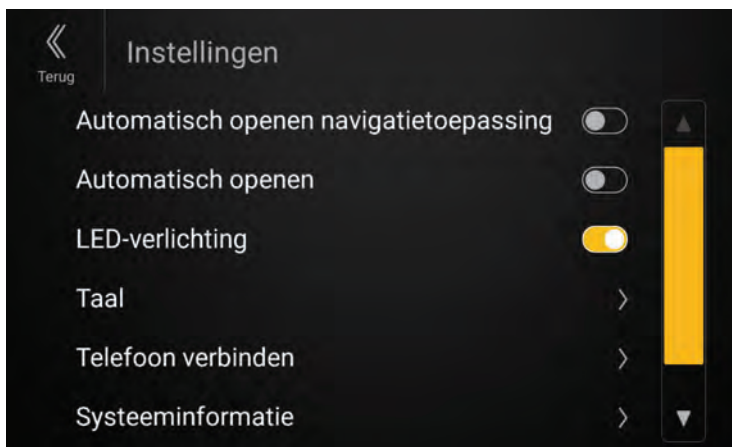 Terug
Instellingen
Automatisch openen navigatietoepassing
Automatisch openen
LED-verlichting
Taal
Telefoon verbinden
Systeeminformatie